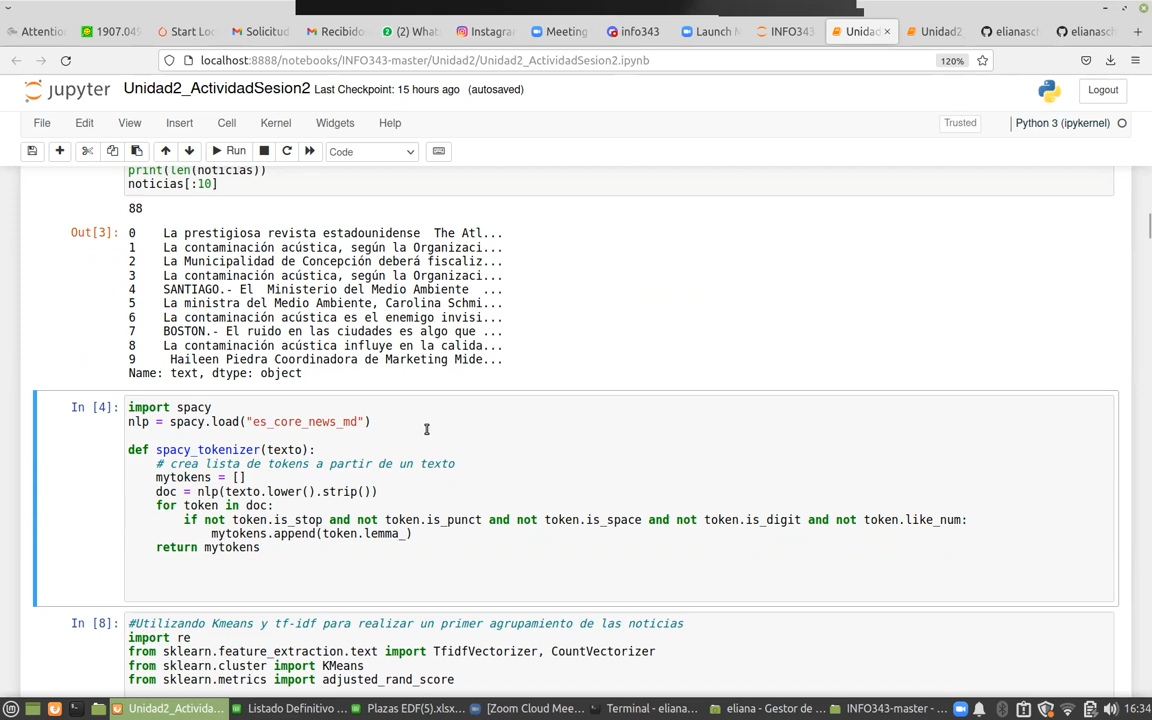 Attentio
1907.049
Start Loc
Solicitud
Recibido
(2) What
Instagra
Meeting
info343
Launch M
INFO343
Unidad
Unidad2
elianasc
elianasc
localhost:8888/notebooks/INFO343-master/Unidad2/Unidad2_ActividadSesion2.ipynb
120%
jupyter Unidad2_ActividadSesion2 Last Checkpoint: 15 hours ago (autosaved)
Logout
File Edit View Insert Cell Kernel Widgets Help
Trusted
Python 3 (ipykernel)
Run
Code
print(len(noticias))
noticias[:10]
88
Out[3]: 0 La prestigiosa revista estadounidense The Atl...
1 La contaminación acústica, según la Organizaci...
2 La Municipalidad de Concepción deberá fiscaliz...
3 La contaminación acústica, según la Organizaci...
4 SANTIAGO.- El Ministerio del Medio Ambiente ...
5 La ministra del Medio Ambiente, Carolina Schmi...
6 La contaminación acústica es el enemigo invisi...
7 BOSTON.- El ruido en las ciudades es algo que ...
8 La contaminación acústica influye en la calida...
9 Haileen Piedra Coordinadora de Marketing Mide...
Name: text, dtype: object
In [4]: import spacy
nlp = spacy.load("es_core_news_md")
def spacy_tokenizer(texto):
# crea lista de tokens a partir de un texto
mytokens = []
doc = nlp(texto.lower().strip())
for token in doc:
if not token.is_stop and not token.is_punct and not token.is_space and not token.is_digit and not token.like_num:
mytokens.append(token.lemma_)
return mytokens
In [8]: #Utilizando Kmeans y tf-idf para realizar un primer agrupamiento de las noticias
import re
from sklearn.feature_extraction.text import TfidfVectorizer, CountVectorizer
from sklearn.cluster import KMeans
from sklearn.metrics import adjusted_rand_score
Unidad2_Activida...
Listado Definitivo ...
Plazas EDF(5).xlsx...
[Zoom Cloud Mee...
Terminal - eliana@...
eliana - Gestor de ...
INFO343-master - ...
16:34